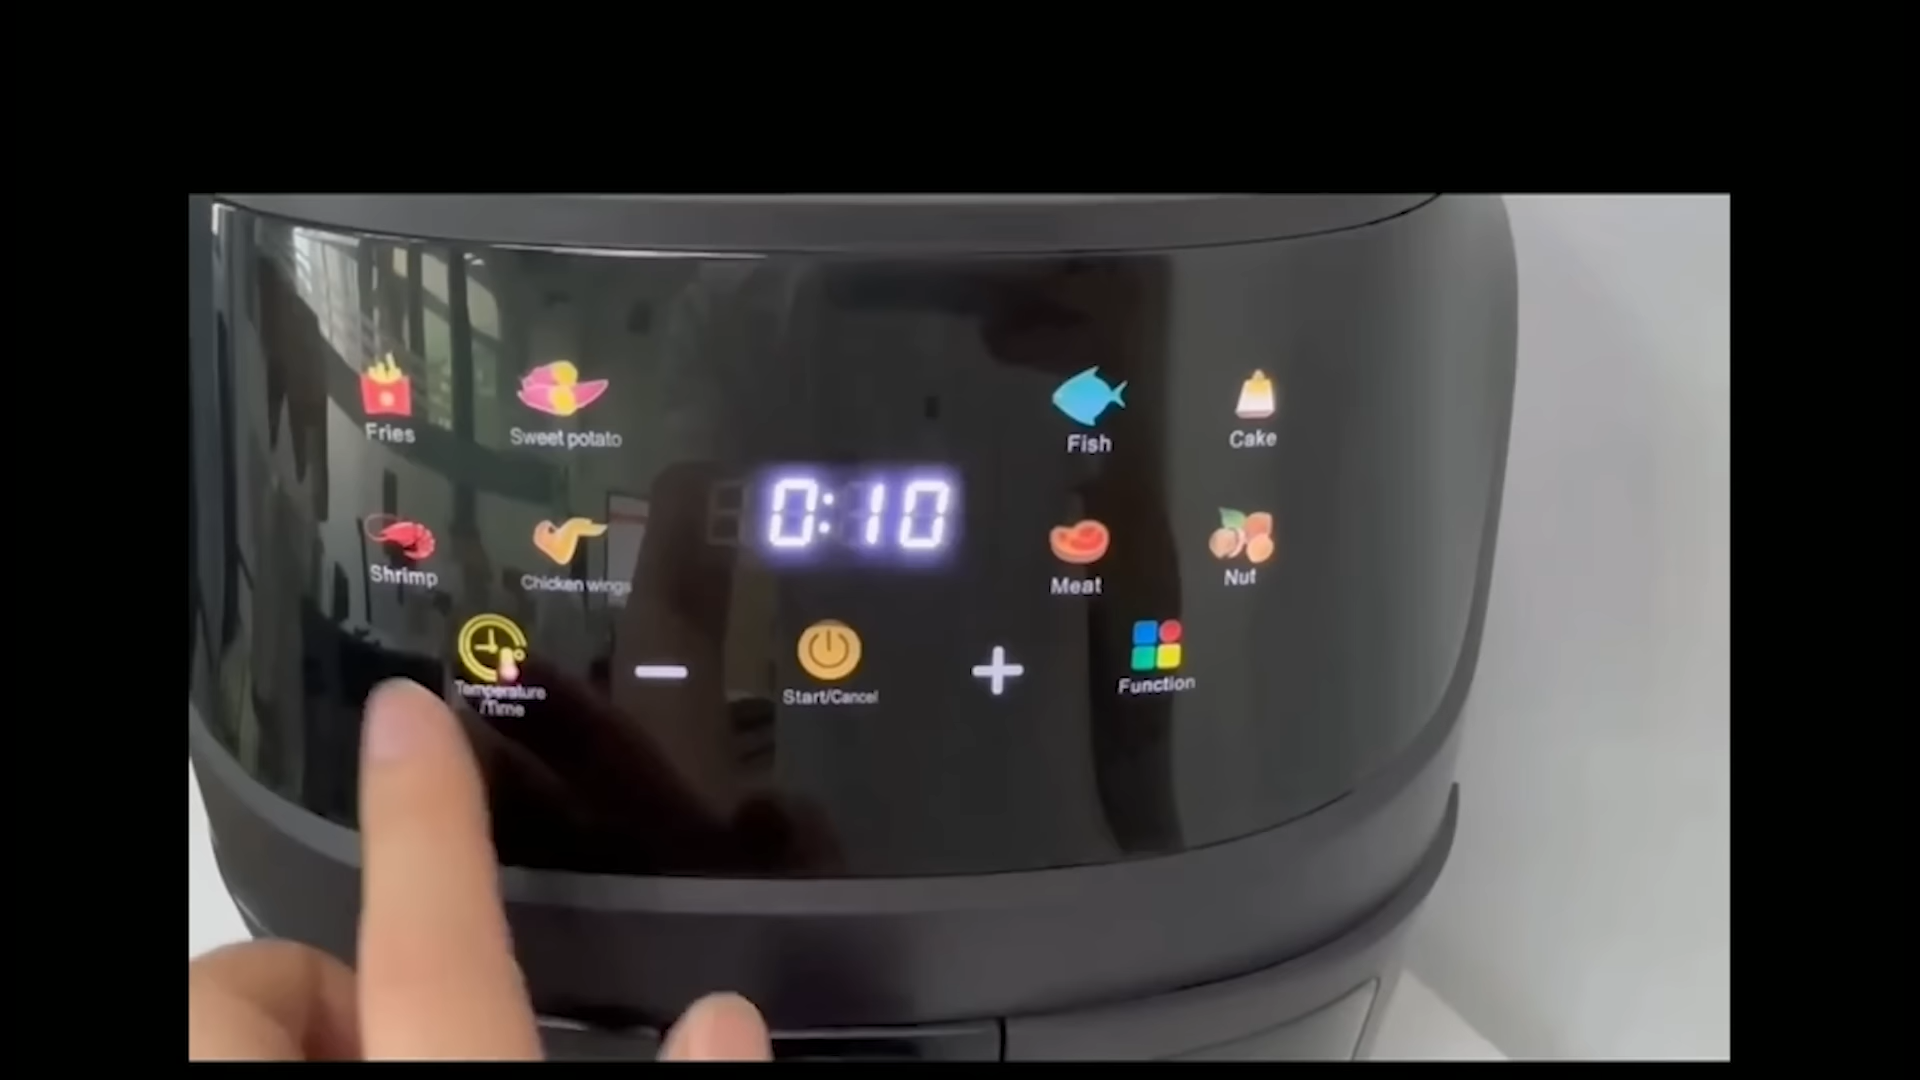 Fries
Sweet potato
Fish
Cake
0:10
Shrimp
Chicken wings
Meat
Nut
Temperature
/Time
Start/Cancel
Function